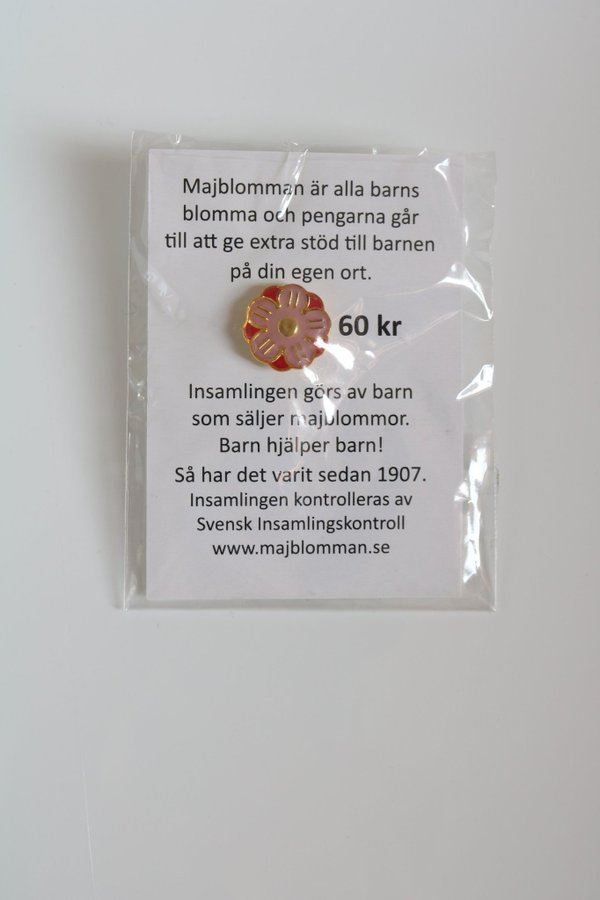 Majblomman är alla barns
blomma och pengarna går
till att ge extra stöd till barnen
på din egen ort.
60 kr
Insamlingen görs av barn
som säljer majblommor.
Barn hjälper barn!
Så har det varit sedan 1907.
Insamlingen kontrolleras av
Svensk Insamlingskontroll
www.majblomman.se